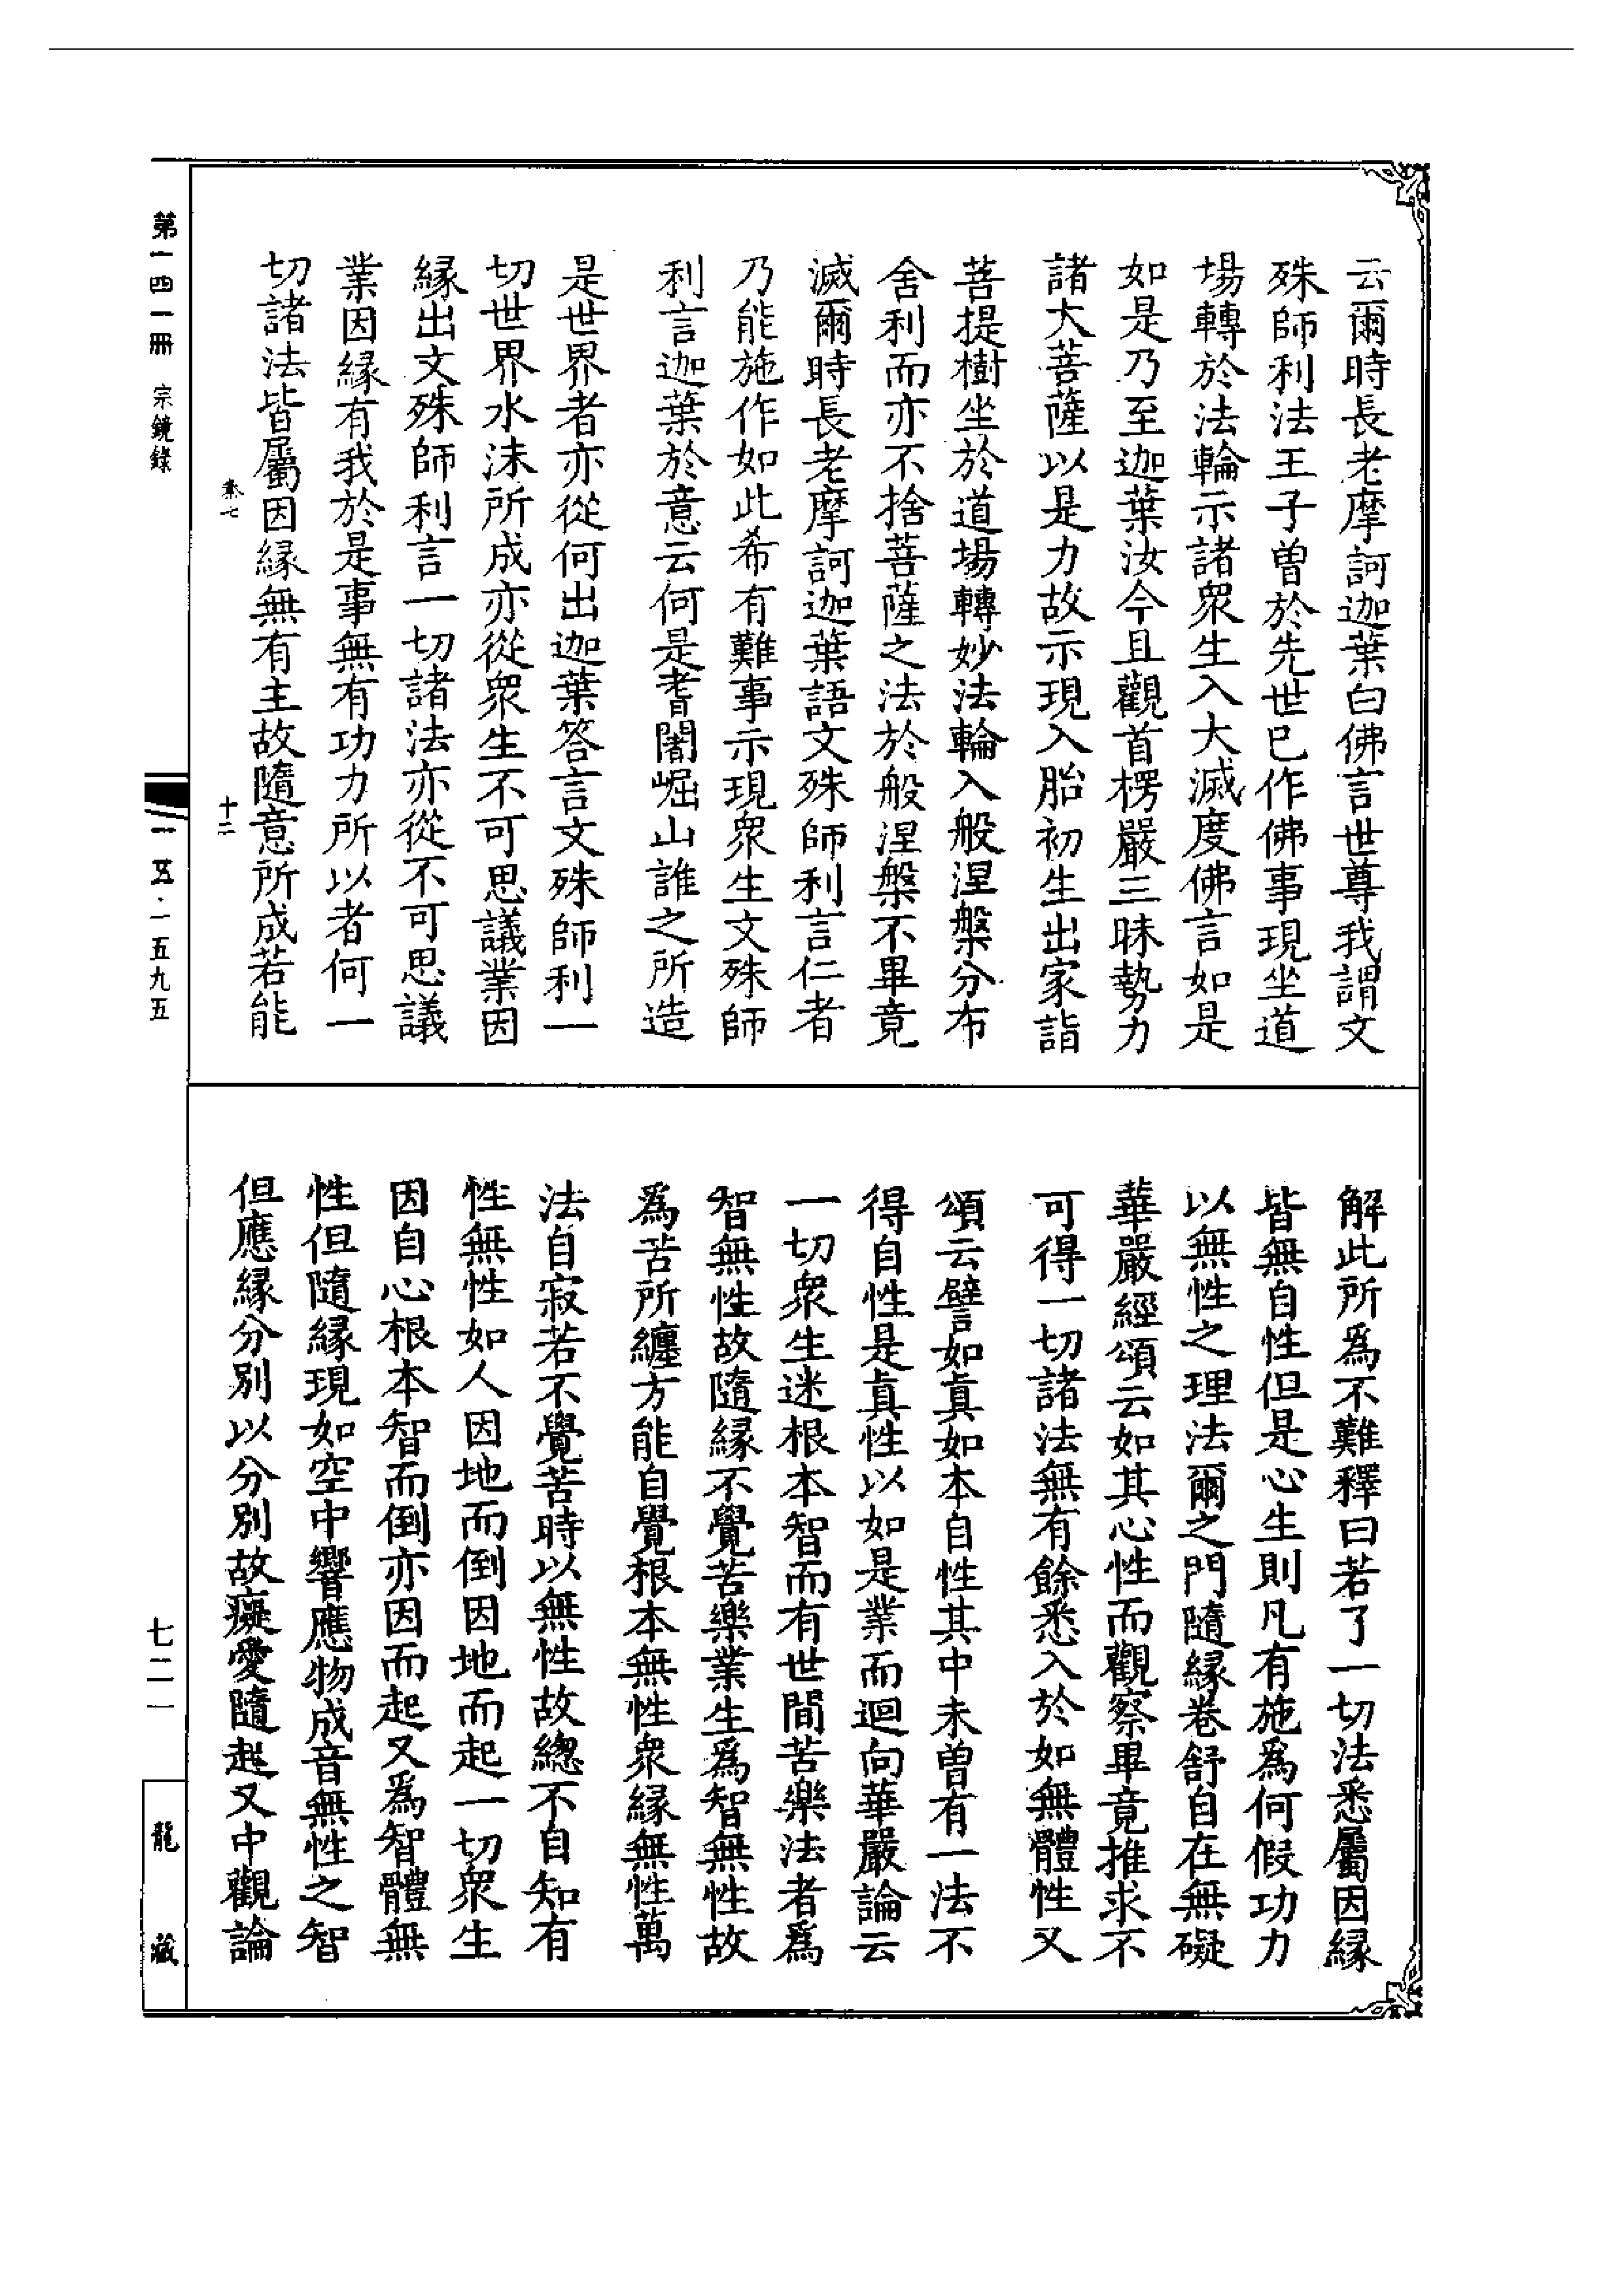 云爾時長老摩訶迦葉白佛言世尊我謂文
殊師利法王子曾於先世已作佛事現坐道
場轉於法輪示諸眾生入大滅度佛言如是
如是乃至迦葉汝今且觀首楞嚴三昧勢力
諸大菩薩以是力故示現入胎初生出家詣
菩提樹坐於道場轉妙法輪入般涅槃分布
舍利而亦不捨菩薩之法於般涅槃不畢竟
滅爾時長老摩訶迦葉語文殊師利言仁者
乃能施作如此希有難事示現眾生文殊師
利言迦葉於意云何是耆闍崛山誰之所造
是世界者亦從何出迦葉答言文殊師利一
切世界水沫所成亦從眾生不可思議業因
緣出文殊師利言一切諸法亦從不可思議
業因緣有我於是事無有功力所以者何一
切諸法皆屬因緣無有主故隨意所成若能
解此所為不難釋曰若了一切法悉屬因緣
皆無自性但是心生則凡有施為何假功力
以無性之理法爾之門隨緣卷舒自在無礙
華嚴經頌云如其心性而觀察畢竟推求不
可得一切諸法無有餘悉入於如無體性又
頌云譬如真如本自性其中未曾有一法不
得自性是真性以如是業而迴向華嚴論云
一切眾生迷根本智而有世間苦樂法者為
智無性故隨緣不覺苦樂業生為智無性故
為苦所纏方能自覺根本無性眾緣無性萬
法自寂若不覺苦時以無性故總不自知有
性無性如人因地而倒因地而起一切眾生
因自心根本智而倒亦因而起又為智體無
性但隨緣現如空中響應物成音無性之智
但應緣分別以分別故癡愛隨起又中觀論
第一四一冊 宗鏡錄
十二
一五·一五九五
七二一
龍藏